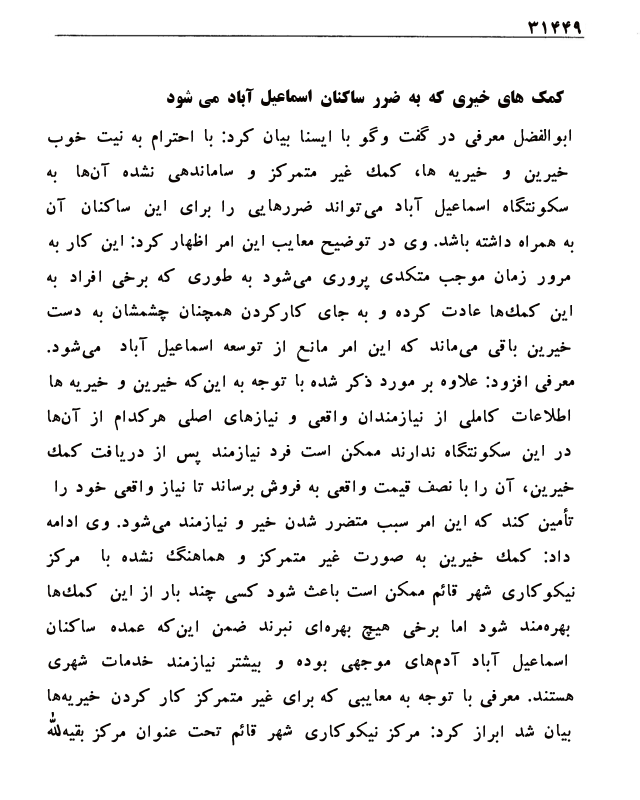 ۳۱۴۴۹
کمک های خیری که به ضرر ساکنان اسماعیل آباد می شود
ابوالفضل معرفی در گفت وگو با ایسنا بیان کرد: با احترام به نیت خوب
خیرین و خیریه ها، کمك غیر متمرکز و ساماندهی نشده آن‌ها به
سکونتگاه اسماعیل آباد می‌تواند ضررهایی را برای این ساکنان آن
به همراه داشته باشد. وی در توضیح معایب این امر اظهار کرد: این کار به
مرور زمان موجب متکدی پروری می‌شود به طوری که برخی افراد به
این کمك‌ها عادت کرده و به جای کارکردن همچنان چشمشان به دست
خیرین باقی می‌ماند که این امر مانع از توسعه اسماعیل آباد می‌شود.
معرفی افزود: علاوه بر مورد ذکر شده با توجه به این‌که خیرین و خیریه ها
اطلاعات کاملی از نیازمندان واقعی و نیازهای اصلی هرکدام از آن‌ها
در این سکونتگاه ندارند ممکن است فرد نیازمند پس از دریافت کمك
خیرین، آن را با نصف قیمت واقعی به فروش برساند تا نیاز واقعی خود را
تأمین کند که این امر سبب متضرر شدن خیر و نیازمند می‌شود. وی ادامه
داد: کمك خیرین به صورت غیر متمرکز و هماهنگ نشده با مرکز
نیکوکاری شهر قائم ممکن است باعث شود کسی چند بار از این کمك‌ها
بهره‌مند شود اما برخی هیچ بهره‌ای نبرند ضمن این‌که عمده ساکنان
اسماعیل آباد آدم‌های موجهی بوده و بیشتر نیازمند خدمات شهری
هستند. معرفی با توجه به معایبی که برای غیر متمرکز کار کردن خیریه‌ها
بیان شد ابراز کرد: مرکز نیکوکاری شهر قائم تحت عنوان مرکز بقیه‌الله